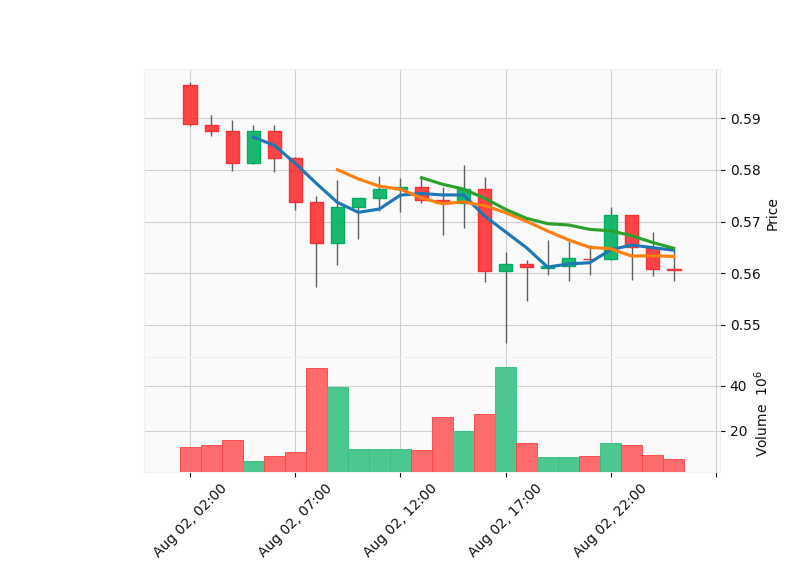 0.59
0.58
0.57
0.56
0.55
Price
40
20
Volume 10^6
Aug 02, 02:00
Aug 02, 07:00
Aug 02, 12:00
Aug 02, 17:00
Aug 02, 22:00